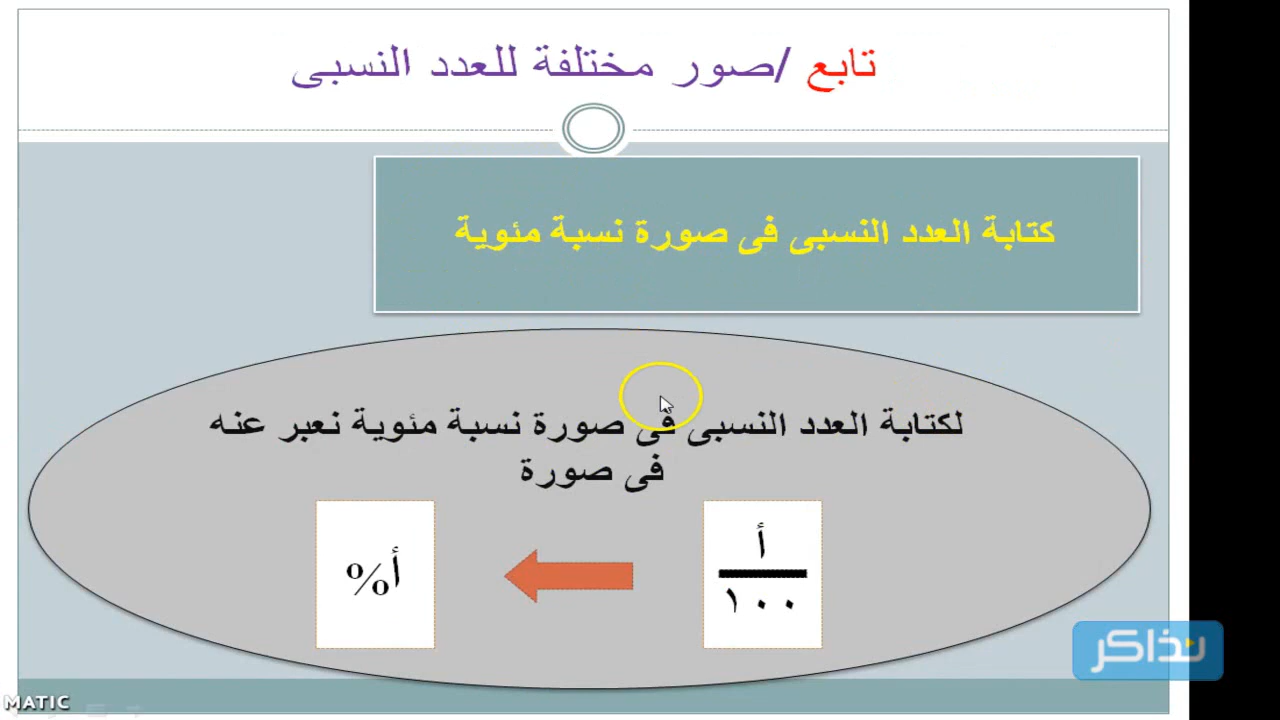 تابع /صور مختلفة للعدد النسبى
كتابة العدد النسبى فى صورة نسبة مئوية
لكتابة العدد النسبى فى صورة نسبة مئوية نعبر عنه
فى صورة
أ
١٠٠
أ%
نذاكر
MATIC